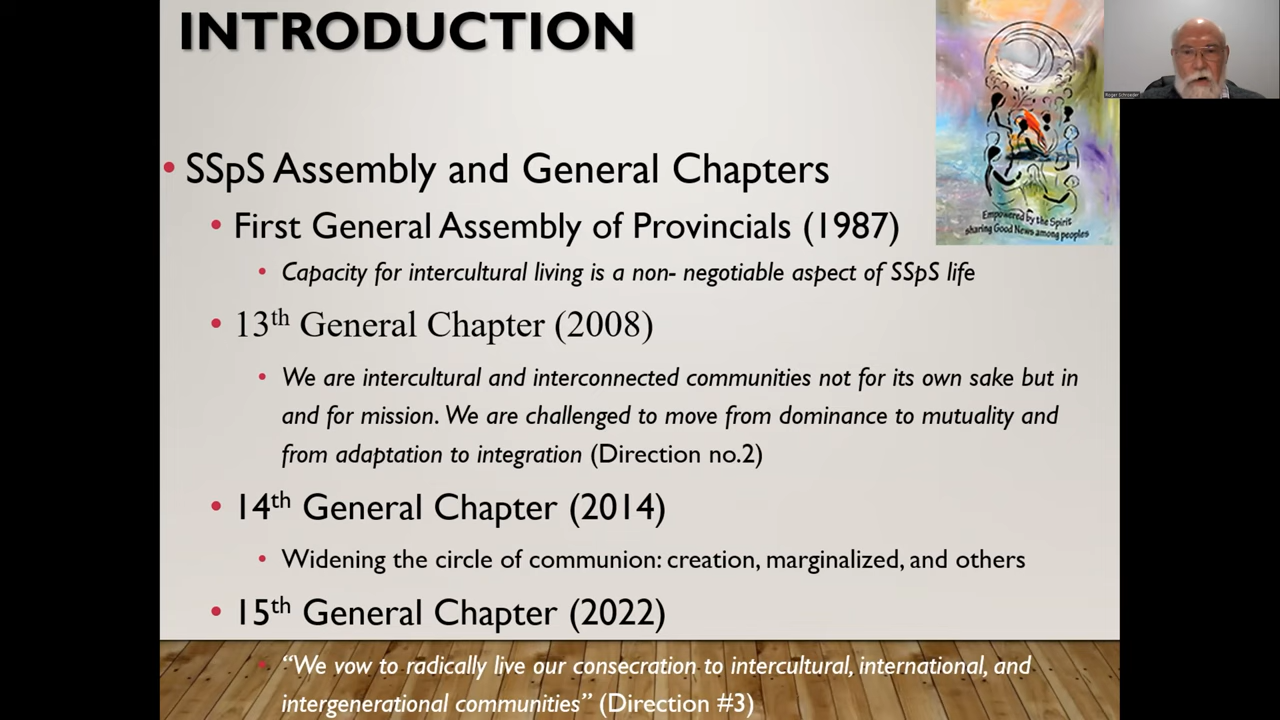 INTRODUCTION
• SSpS Assembly and General Chapters
• First General Assembly of Provincials (1987)
• Capacity for intercultural living is a non- negotiable aspect of SSpS life
• 13th General Chapter (2008)
• We are intercultural and interconnected communities not for its own sake but in
and for mission. We are challenged to move from dominance to mutuality and
from adaptation to integration (Direction no.2)
• 14th General Chapter (2014)
• Widening the circle of communion: creation, marginalized, and others
• 15th General Chapter (2022)
• “We vow to radically live our consecration to intercultural, international, and
intergenerational communities” (Direction #3)
Empowered by the Spirit
sharing Good News among peoples
Roger Schroeder